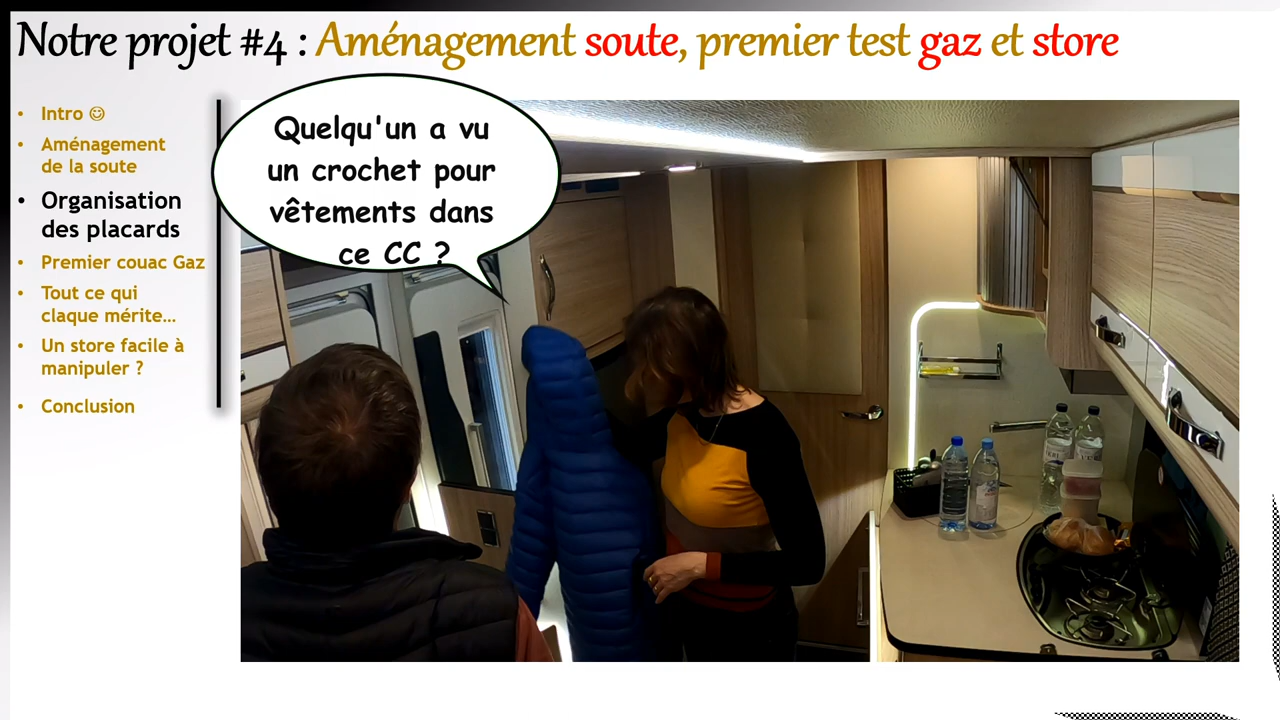 Notre projet #4 : Aménagement soute, premier test gaz et store
• Intro ☺
• Aménagement
de la soute
• Organisation
des placards
• Premier couac Gaz
• Tout ce qui
claque mérite…
• Un store facile à
manipuler ?
• Conclusion
Quelqu'un a vu
un crochet pour
vêtements dans
ce CC ?